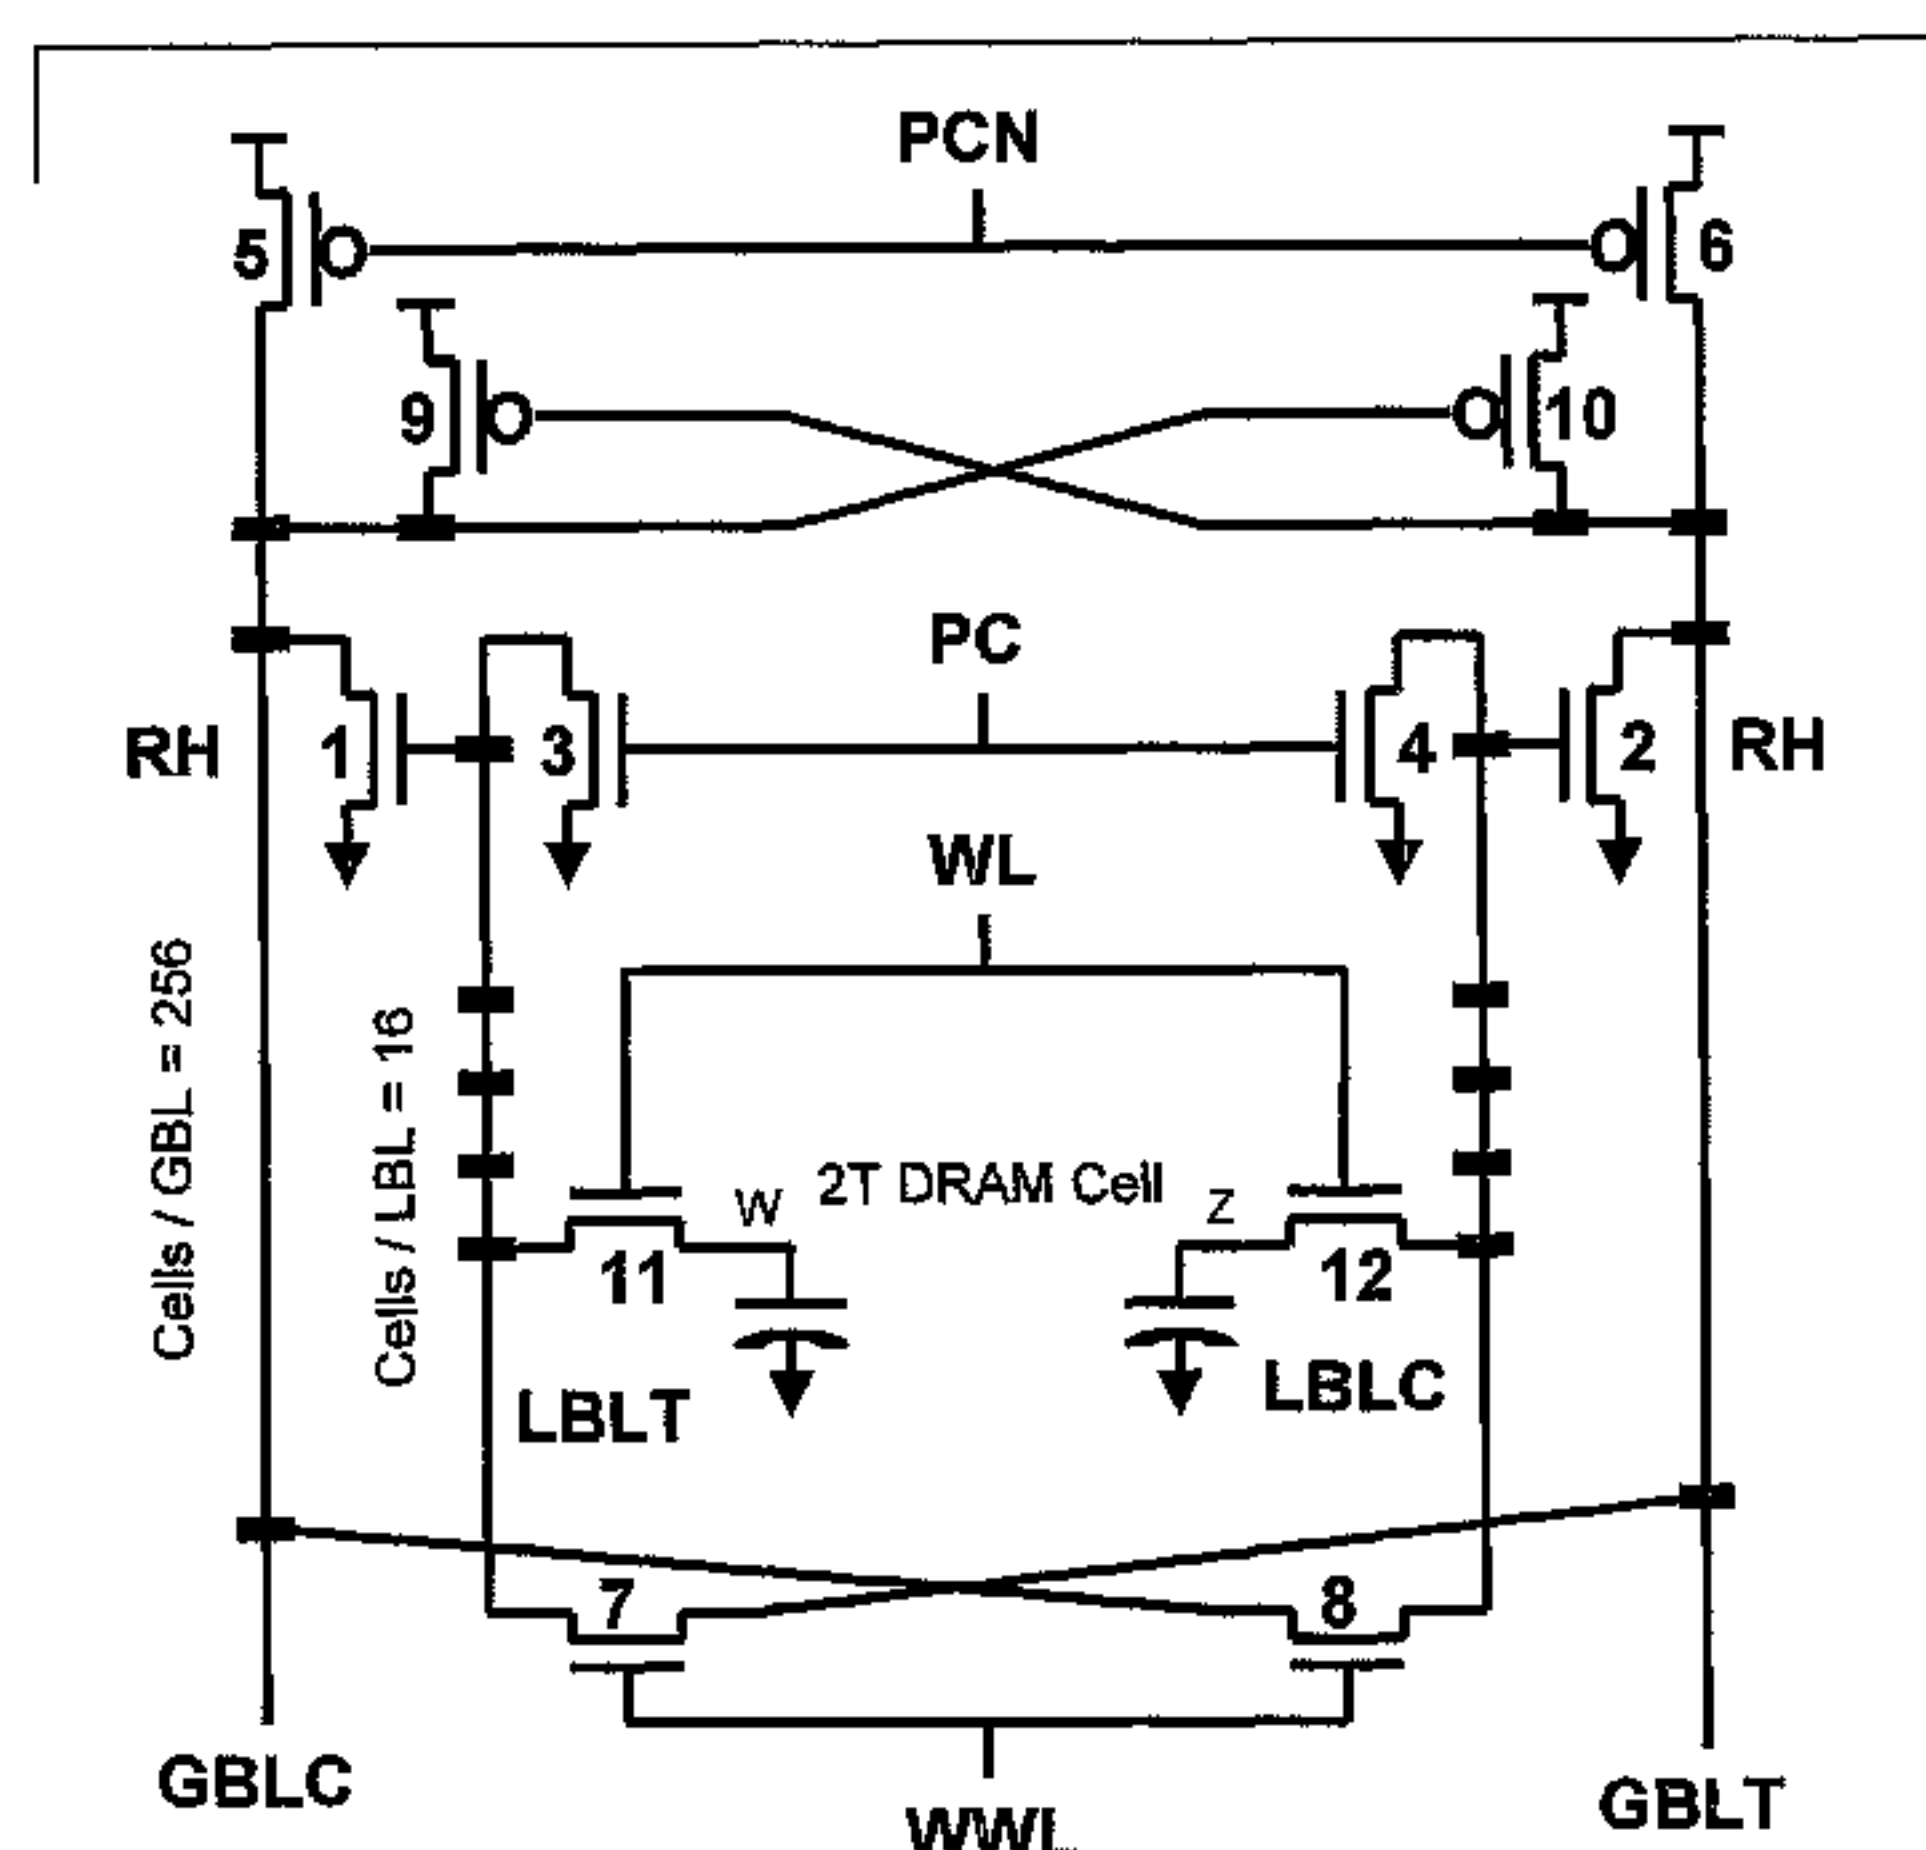 PCN
5
6
9
10
PC
RH
1
3
4
2
RH
WL
Cells / GBL = 256
Cells / LBL = 16
W
2T DRAM Cell
Z
11
12
LBLT
LBLC
7
8
GBLC
GBLT
WWL